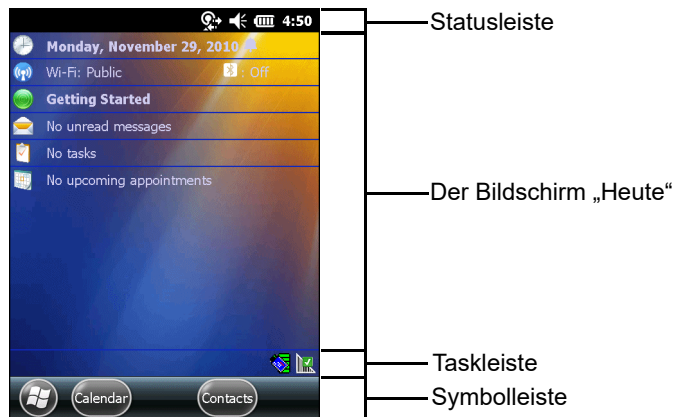 4:50
Statusleiste
Monday, November 29, 2010
Wi-Fi: Public : Off
Getting Started
No unread messages
No tasks
No upcoming appointments
Der Bildschirm „Heute“
Taskleiste
Calendar Contacts
Symbolleiste